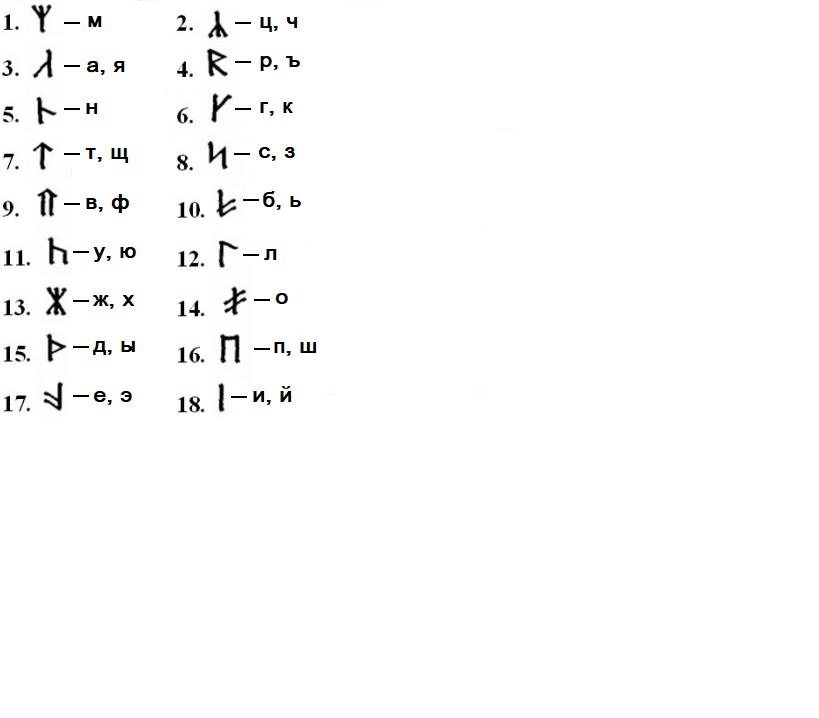 1. ᛉ — м 2. ᛦ — ц, ч
3. ᛅ — а, я 4. ᚱ — р, ъ
5. ᚿ — н 6. ᚴ — г, к
7. ᛏ — т, щ 8. ᛋ — с, з
9. ⥣ — в, ф 10. — б, ь
11. — у, ю 12. ᛚ — л
13. — ж, х 14. ᚯ — о
15. ᚦ — д, ы 16. — п, ш
17. — е, э 18. ᛁ — и, й